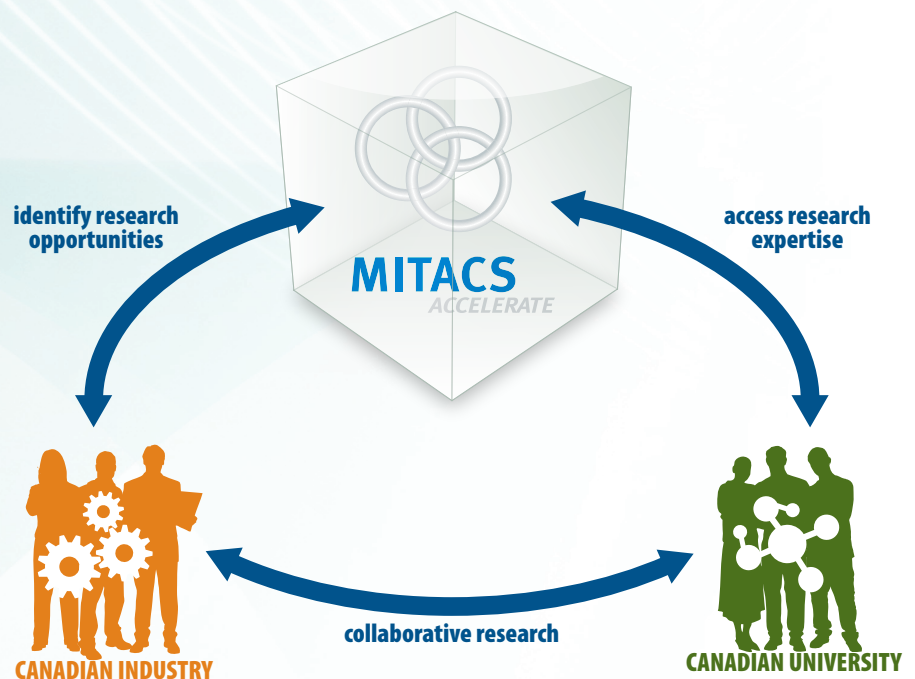 identify research
opportunities
access research
expertise
MITACS
ACCELERATE
collaborative research
CANADIAN INDUSTRY
CANADIAN UNIVERSITY